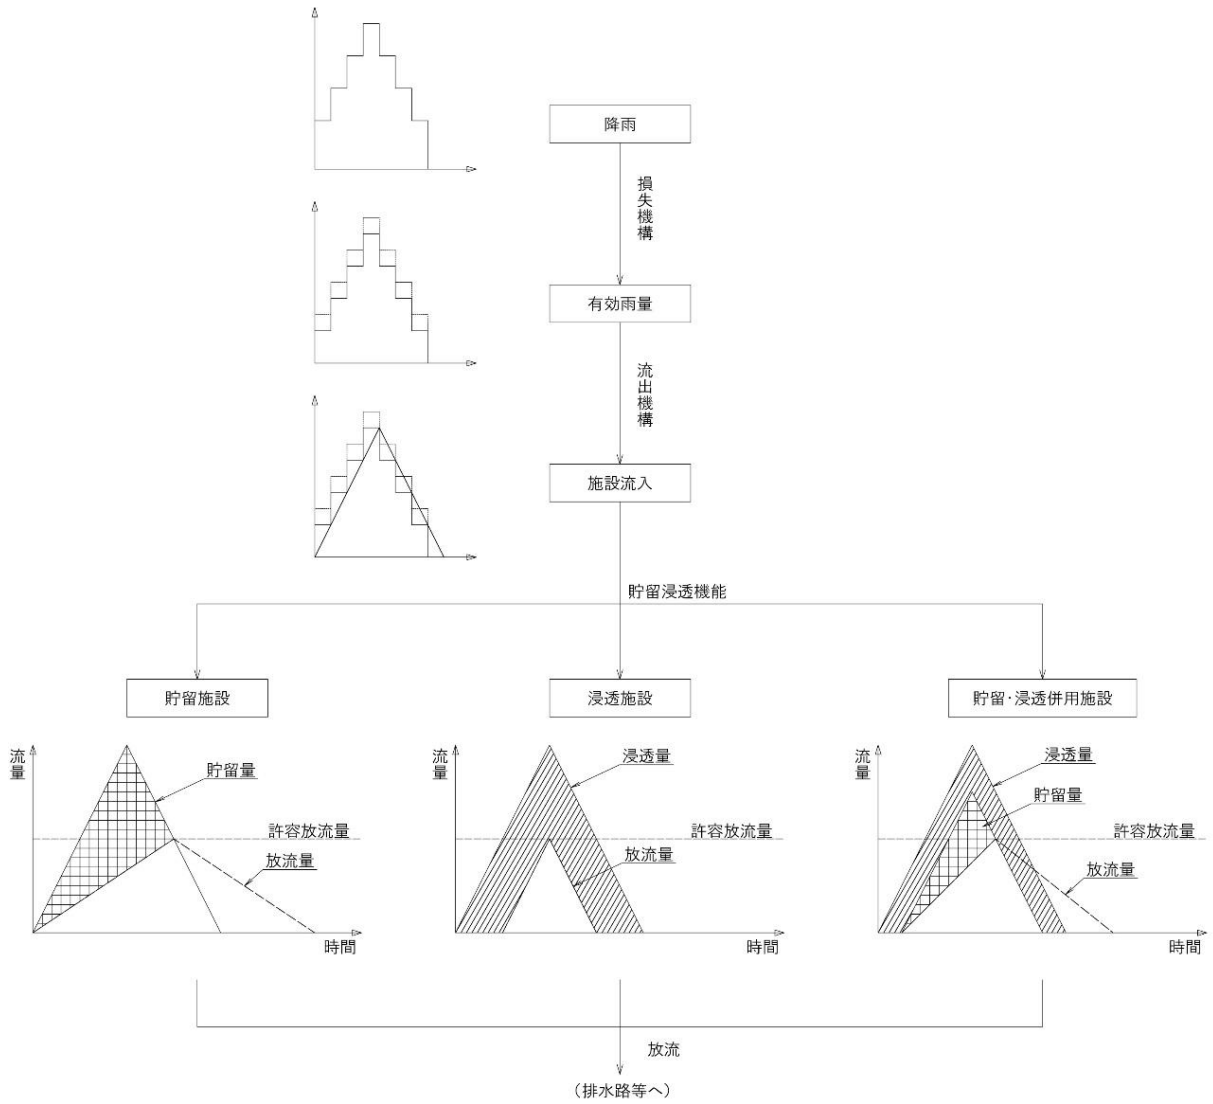 降雨
損失機構
有効雨量
流出機構
施設流入
貯留浸透機能
貯留施設
浸透施設
貯留・浸透併用施設
流量
貯留量
許容放流量
放流量
時間
流量
浸透量
許容放流量
放流量
時間
流量
浸透量
貯留量
許容放流量
放流量
時間
放流
(排水路等へ)